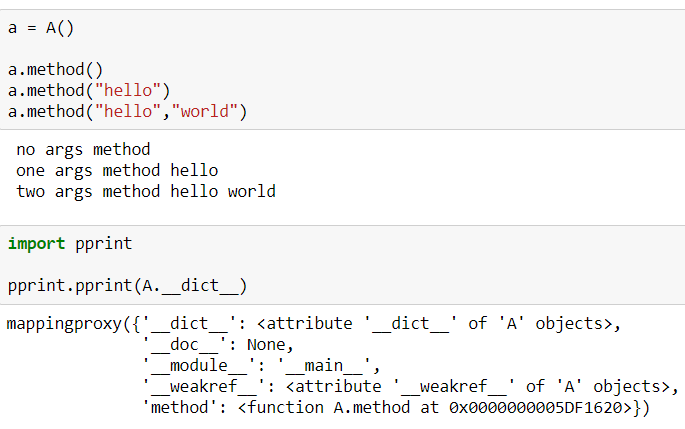 a = A()
a.method()
a.method("hello")
a.method("hello","world")
no args method
one args method hello
two args method hello world
import pprint
pprint.pprint(A.__dict__)
mappingproxy({'__dict__': <attribute '__dict__' of 'A' objects>,
'__doc__': None,
'__module__': '__main__',
'__weakref__': <attribute '__weakref__' of 'A' objects>,
'method': <function A.method at 0x0000000005DF1620>})